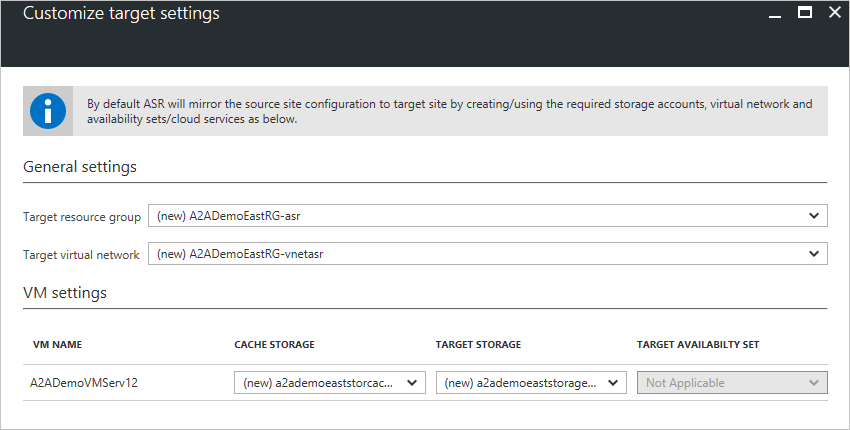 Customize target settings
By default ASR will mirror the source site configuration to target site by creating/using the required storage accounts, virtual network and
availability sets/cloud services as below.
General settings
Target resource group (new) A2ADemoEastRG-asr
Target virtual network (new) A2ADemoEastRG-vnetasr
VM settings
VM NAME CACHE STORAGE TARGET STORAGE TARGET AVAILABILTY SET
A2ADemoVMServ12 (new) a2ademoeaststorcac... (new) a2ademoeaststorage... Not Applicable